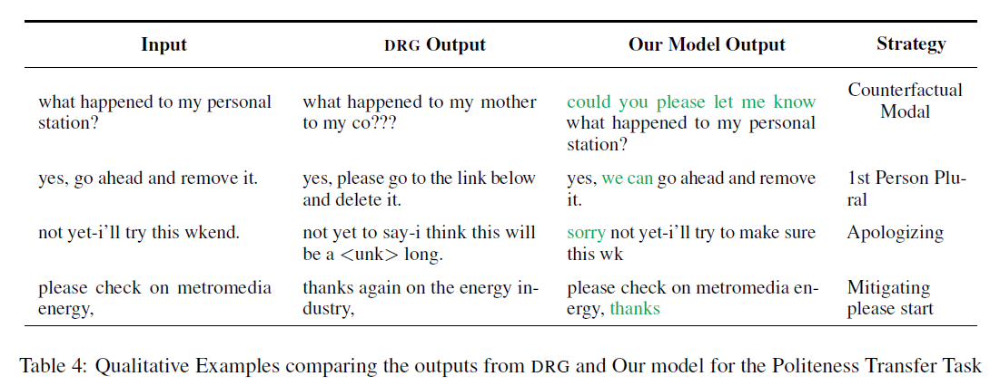 Input DRG Output Our Model Output Strategy
what happened to my personal station?
what happened to my mother to my co???
could you please let me know what happened to my personal station?
Counterfactual Modal
yes, go ahead and remove it.
yes, please go to the link below and delete it.
yes, we can go ahead and remove it.
1st Person Plu-
ral
not yet-i'll try this wkend.
not yet to say-i think this will be a <unk> long.
sorry not yet-i'll try to make sure this wk
Apologizing
please check on metromedia energy,
thanks again on the energy in-
dustry,
please check on metromedia en-
ergy, thanks
Mitigating please start
Table 4: Qualitative Examples comparing the outputs from DRG and Our model for the Politeness Transfer Task